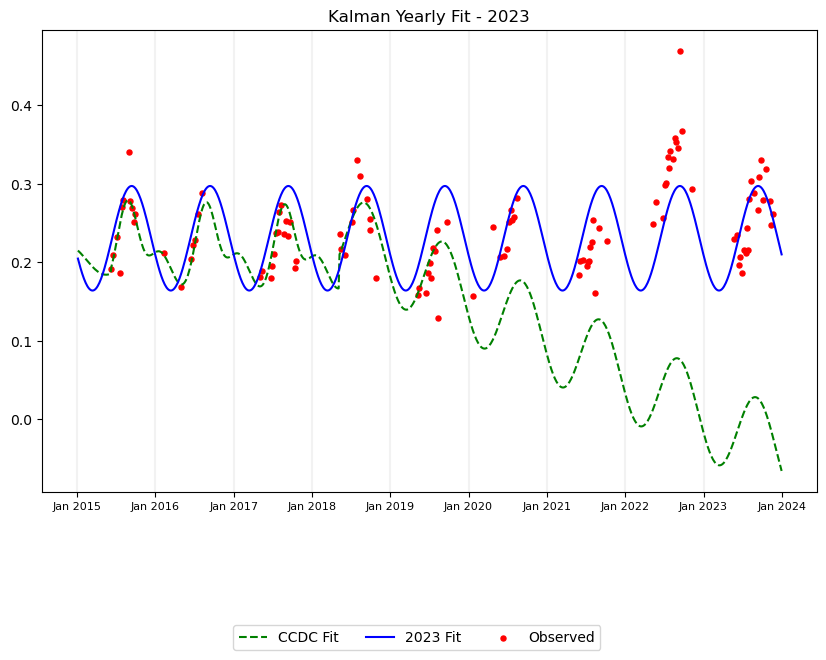 Kalman Yearly Fit - 2023
0.4
0.3
0.2
0.1
0.0
Jan 2015 Jan 2016 Jan 2017 Jan 2018 Jan 2019 Jan 2020 Jan 2021 Jan 2022 Jan 2023 Jan 2024
CCDC Fit 2023 Fit Observed